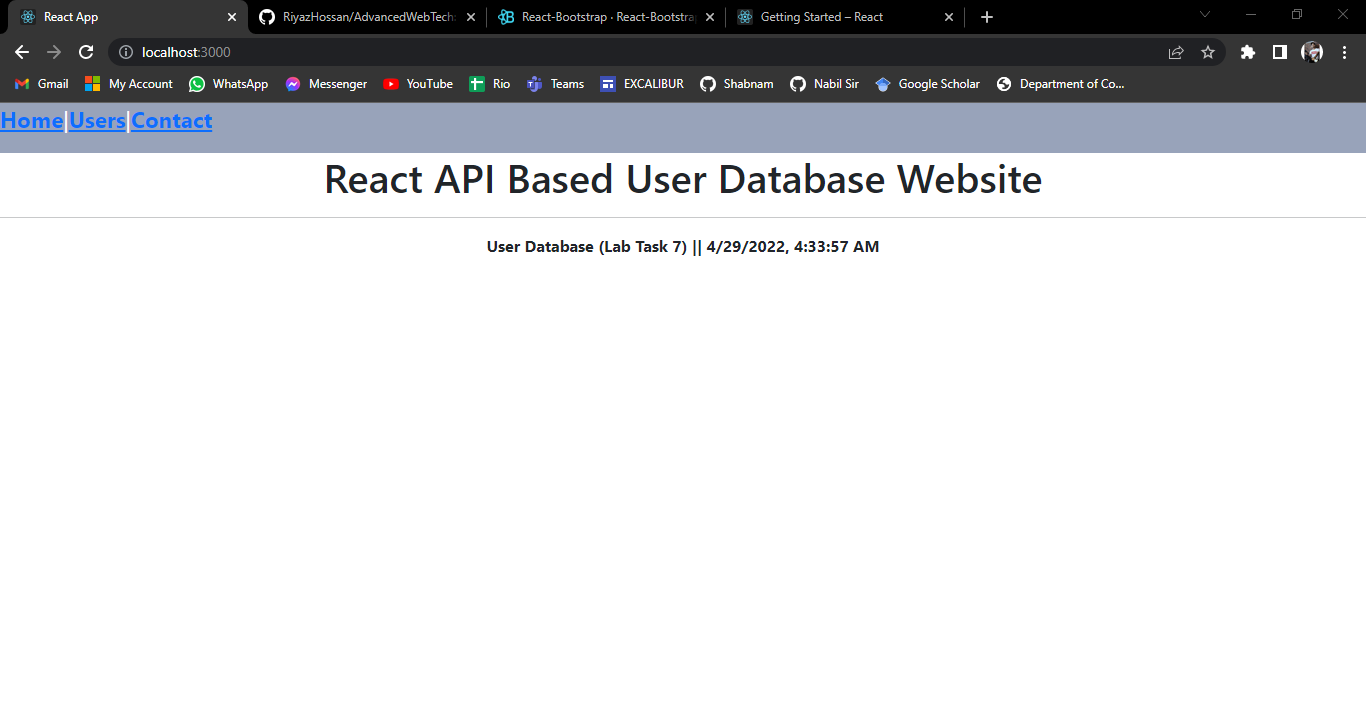 React App
RiyazHossan/AdvancedWebTech
React-Bootstrap · React-Bootstra
Getting Started – React
localhost:3000
Gmail My Account WhatsApp Messenger YouTube Rio Teams EXCALIBUR Shabnam Nabil Sir Google Scholar Department of Co...
Home|Users|Contact
React API Based User Database Website
User Database (Lab Task 7) || 4/29/2022, 4:33:57 AM